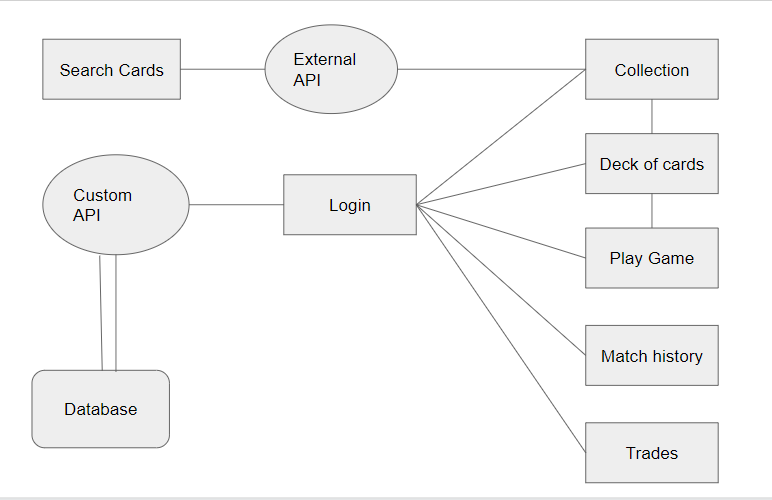 Search Cards
External
API
Collection
Deck of cards
Custom
API
Login
Play Game
Match history
Database
Trades